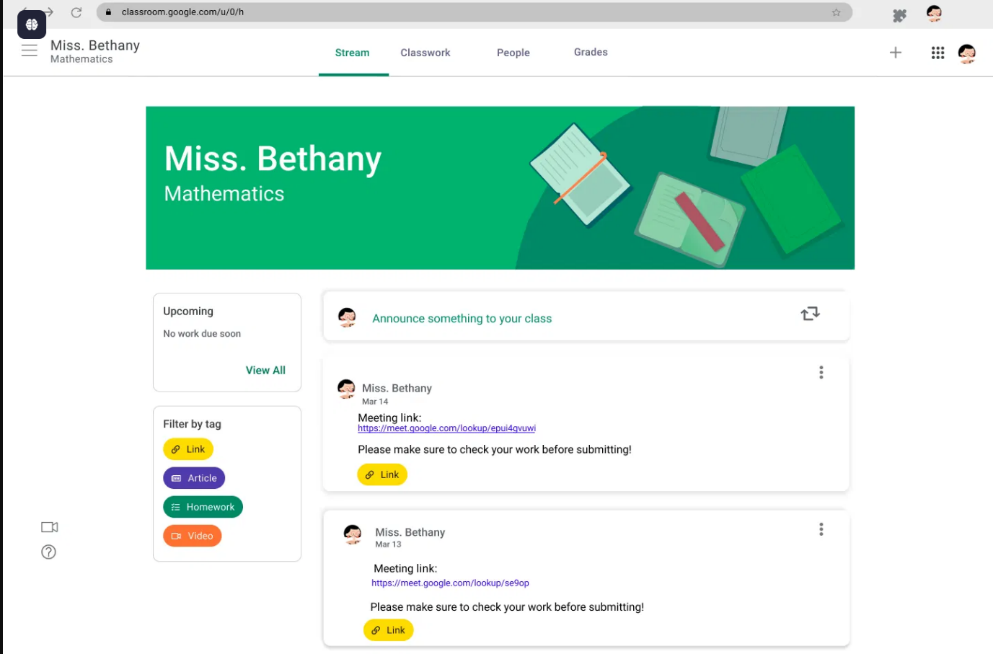 classroom.google.com/u/0/h
Miss. Bethany
Mathematics
Stream
Classwork
People
Grades
Miss. Bethany
Mathematics
Upcoming
No work due soon
View All
Filter by tag
Link
Article
Homework
Video
Announce something to your class
Miss. Bethany
Mar 14
Meeting link:
https://meet.google.com/lookup/epui4qvuwi
Please make sure to check your work before submitting!
Link
Miss. Bethany
Mar 13
Meeting link:
https://meet.google.com/lookup/se9op
Please make sure to check your work before submitting!
Link